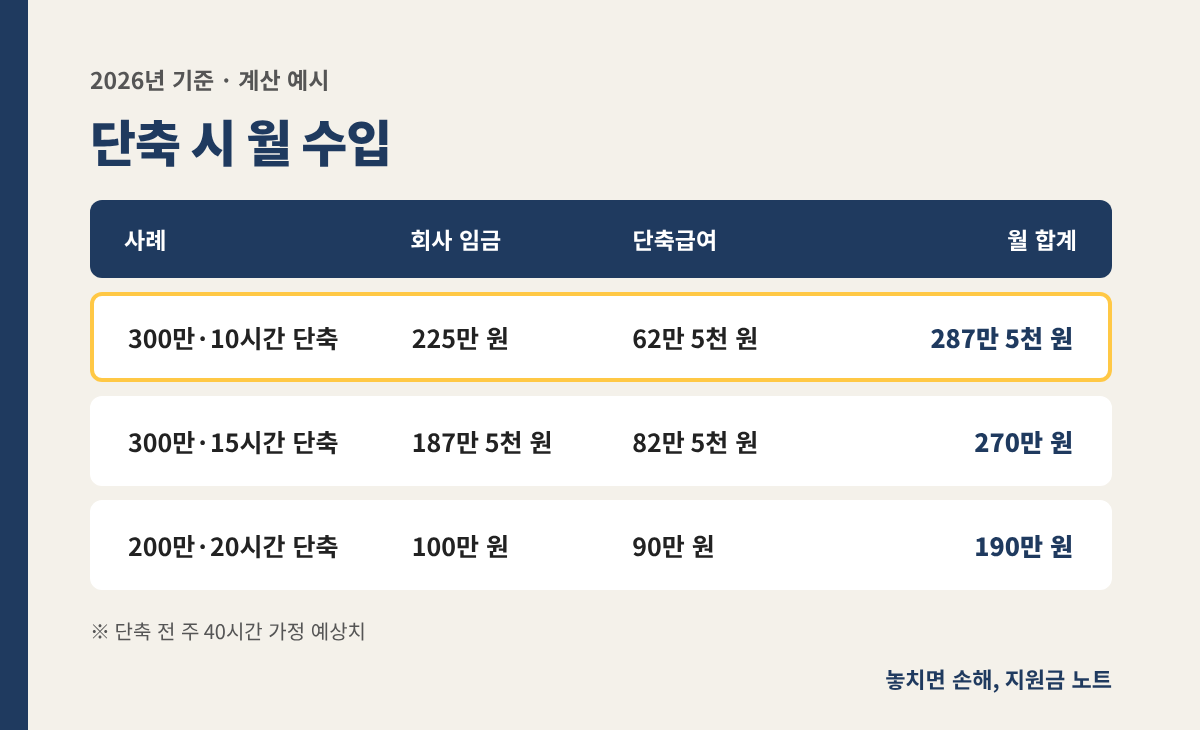 2026년 기준 · 계산 예시
단축 시 월 수입
사례 회사 임금 단축급여 월 합계
300만·10시간 단축 225만 원 62만 5천 원 287만 5천 원
300만·15시간 단축 187만 5천 원 82만 5천 원 270만 원
200만·20시간 단축 100만 원 90만 원 190만 원
※ 단축 전 주 40시간 가정 예상치
놓치면 손해, 지원금 노트